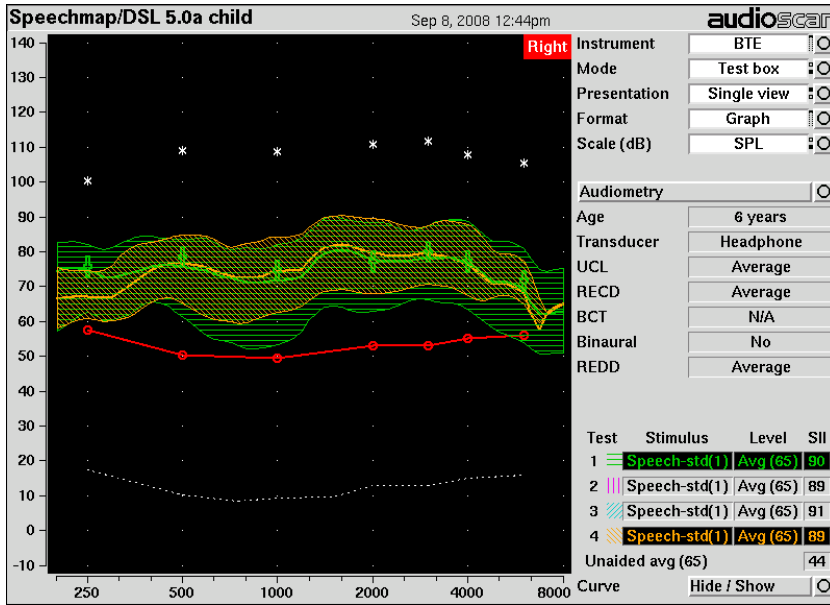 Speechmap/DSL 5.0a child Sep 8, 2008 12:44pm audioscan
Right
140
130
120
110
100
90
80
70
60
50
40
30
20
10
0
-10
250 500 1000 2000 4000 8000
Instrument BTE
Mode Test box
Presentation Single view
Format Graph
Scale (dB) SPL
Audiometry
Age 6 years
Transducer Headphone
UCL Average
RECD Average
BCT N/A
Binaural No
REDD Average
Test Stimulus Level SII
1 Speech-std(1) Avg (65) 90
2 Speech-std(1) Avg (65) 89
3 Speech-std(1) Avg (65) 91
4 Speech-std(1) Avg (65) 89
Unaided avg (65) 44
Curve Hide / Show